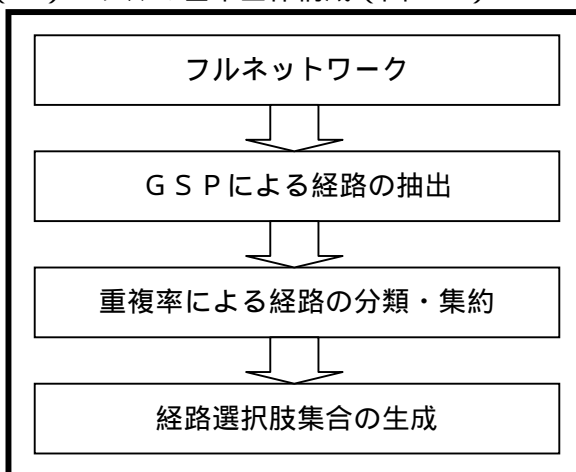 フルネットワーク
ＧＳＰによる経路の抽出
重複率による経路の分類・集約
経路選択肢集合の生成